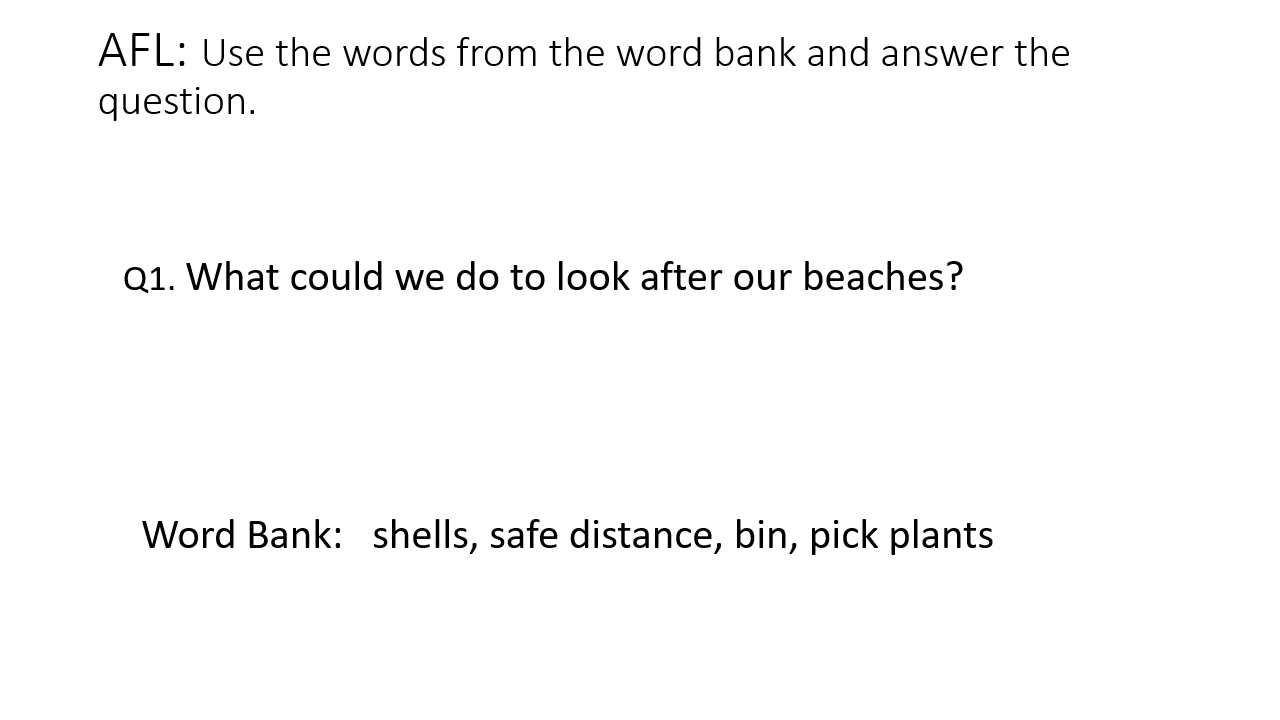 AFL: Use the words from the word bank and answer the
question.
Q1. What could we do to look after our beaches?
Word Bank: shells, safe distance, bin, pick plants